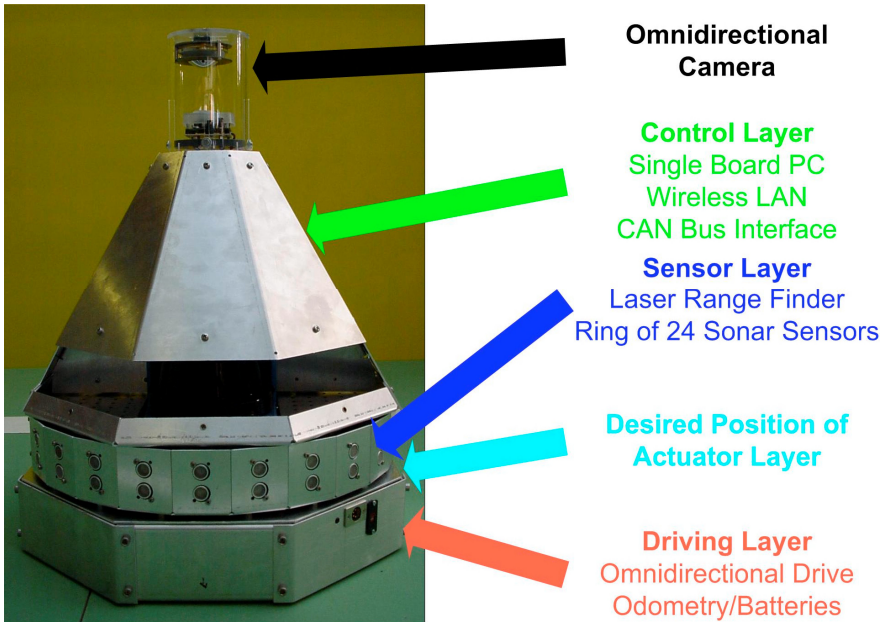 Omnidirectional
Camera
Control Layer
Single Board PC
Wireless LAN
CAN Bus Interface
Sensor Layer
Laser Range Finder
Ring of 24 Sonar Sensors
Desired Position of
Actuator Layer
Driving Layer
Omnidirectional Drive
Odometry/Batteries